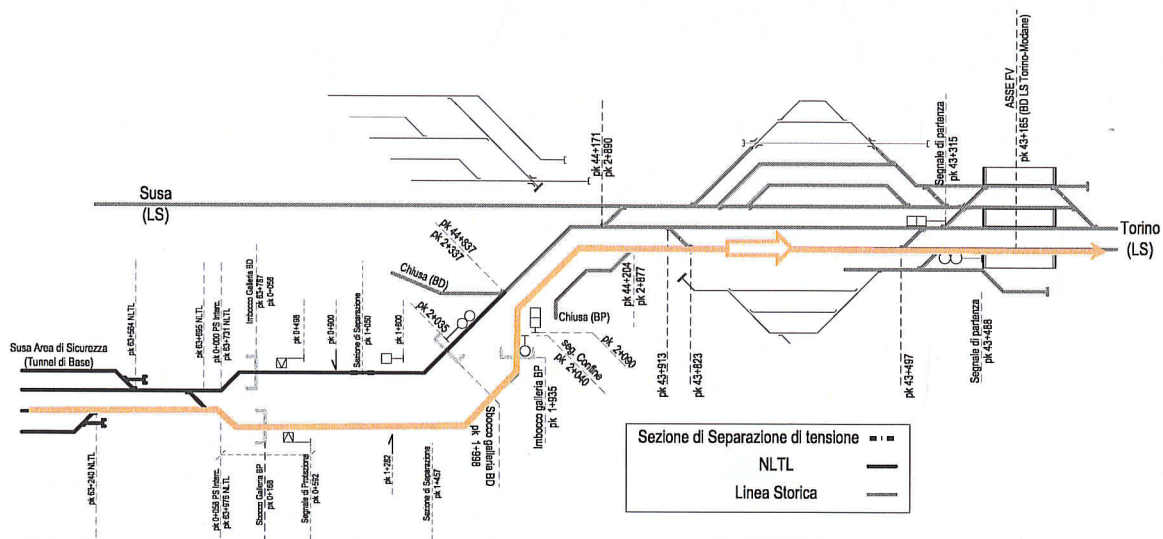 ASSE FV
pk 43+165 (BD LS Torino-Modane)
Segnale di partenza
pk 43+315
pk 44+171
pk 2+890
Susa
(LS)
Torino
(LS)
pk 44+637
pk 2+337
Chiusa (BD)
pk 2+035
Imbocco Galleria BD
pk 63+787
pk 0+056
pk 63+564 NLTL
pk 63+695 NLTL
pk 0+000 PS Interc.
pk 63+731 NLTL
pk 0+498
pk 0+900
Sezione di Separazione
pk 1+050
pk 1+600
Susa Area di Sicurezza
(Tunnel di Base)
Chiusa (BP)
pk 44+204
pk 2+877
pk 2+090
seg. Confine
pk 2+040
Imbocco galleria BP
pk 1+935
Sbocco galleria BD
pk 1+998
pk 43+913
pk 43+823
pk 43+497
Segnale di partenza
pk 43+488
pk 63+240 NLTL
pk 0+058 PS Interc.
pk 63+976 NLTL
Sbocco Galleria BP
pk 0+168
Segnale di Protezione
pk 0+592
pk 1+282
Sezione di Separazione
pk 1+457
Sezione di Separazione di tensione
NLTL
Linea Storica